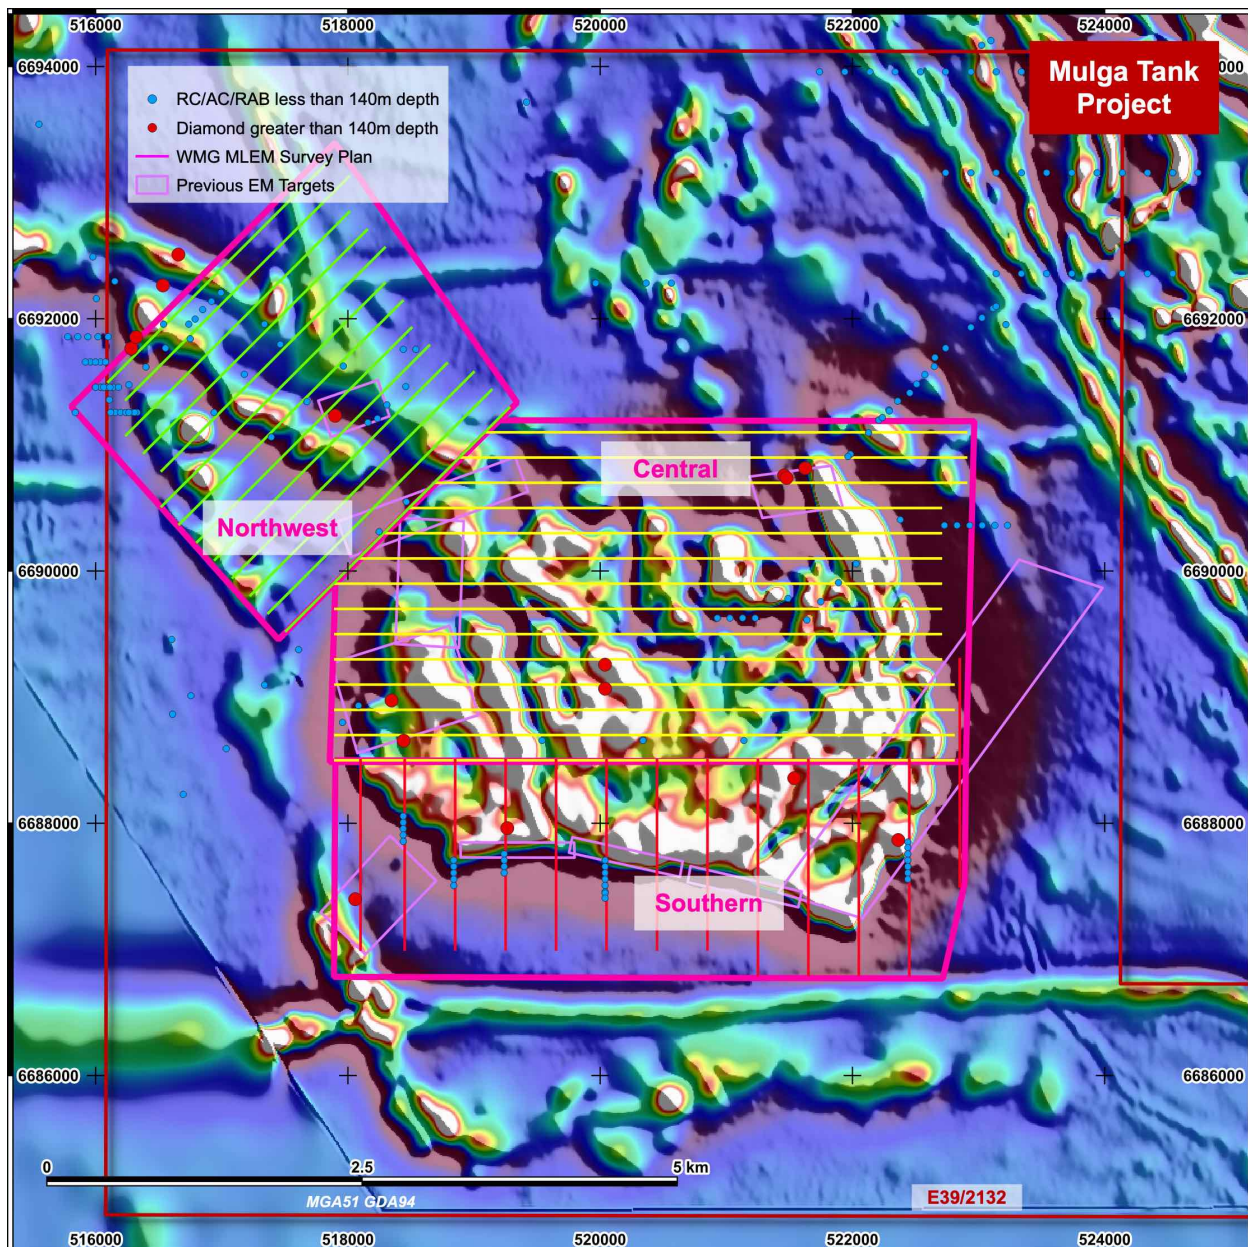 516000 518000 520000 522000 524000
6694000
Mulga Tank
Project
RC/AC/RAB less than 140m depth
Diamond greater than 140m depth
WMG MLEM Survey Plan
Previous EM Targets
6692000 6692000
Central
Northwest
6690000 6690000
6688000 6688000
Southern
6686000 6686000
0 2.5 5 km
MGA51 GDA94
E39/2132
516000 518000 520000 522000 524000